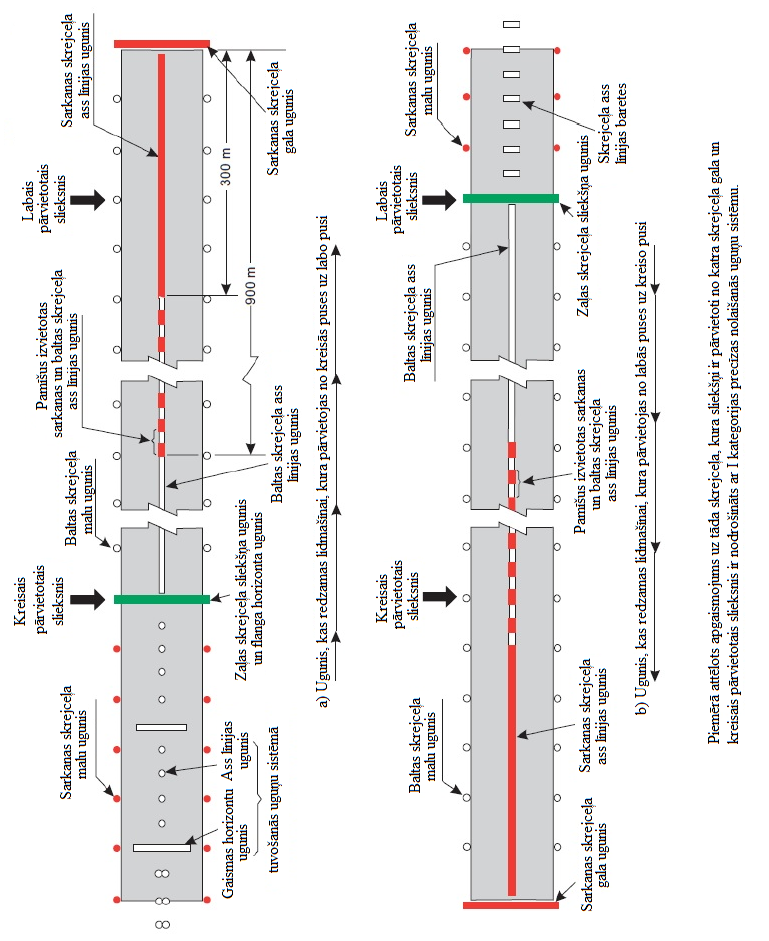 Sarkanas skrejceļa
ass līnijas ugunis
Labais
pārvietotais
slieksnis
Sarkanas skrejceļa
gala ugunis
300 m
900 m
Pamīšus izvietotas
sarkanas un baltas skrejceļa
ass līnijas ugunis
Baltas skrejceļa ass
līnijas ugunis
Baltas skrejceļa
malu ugunis
Kreisais
pārvietotais
slieksnis
Zaļas skrejceļa sliekšņa ugunis
un flanga horizonta ugunis
Sarkanas skrejceļa
malu ugunis
Ass līnijas
ugunis
Gaismas horizontu
ugunis
tuvošanās uguņu sistēmā
a) Ugunis, kas redzamas lidmašīnai, kura pārvietojas no kreisās puses uz labo pusi
Sarkanas skrejceļa
malu ugunis
Skrejceļa ass
līnijas baretes
Labais
pārvietotais
slieksnis
Zaļas skrejceļa sliekšņa ugunis
Baltas skrejceļa ass
līnijas ugunis
Pamīšus izvietotas sarkanas
un baltas skrejceļa
ass līnijas ugunis
Kreisais
pārvietotais
slieksnis
Baltas skrejceļa
malu ugunis
Sarkanas skrejceļa
ass līnijas ugunis
Sarkanas skrejceļa
gala ugunis
b) Ugunis, kas redzamas lidmašīnai, kura pārvietojas no labās puses uz kreiso pusi
Piemērā attēlots apgaismojums uz tāda skrejceļa, kura sliekšņi ir pārvietoti no katra skrejceļa gala un
kreisais pārvietotais slieksnis ir nodrošināts ar I kategorijas precīzas nolaišanās uguņu sistēmu.